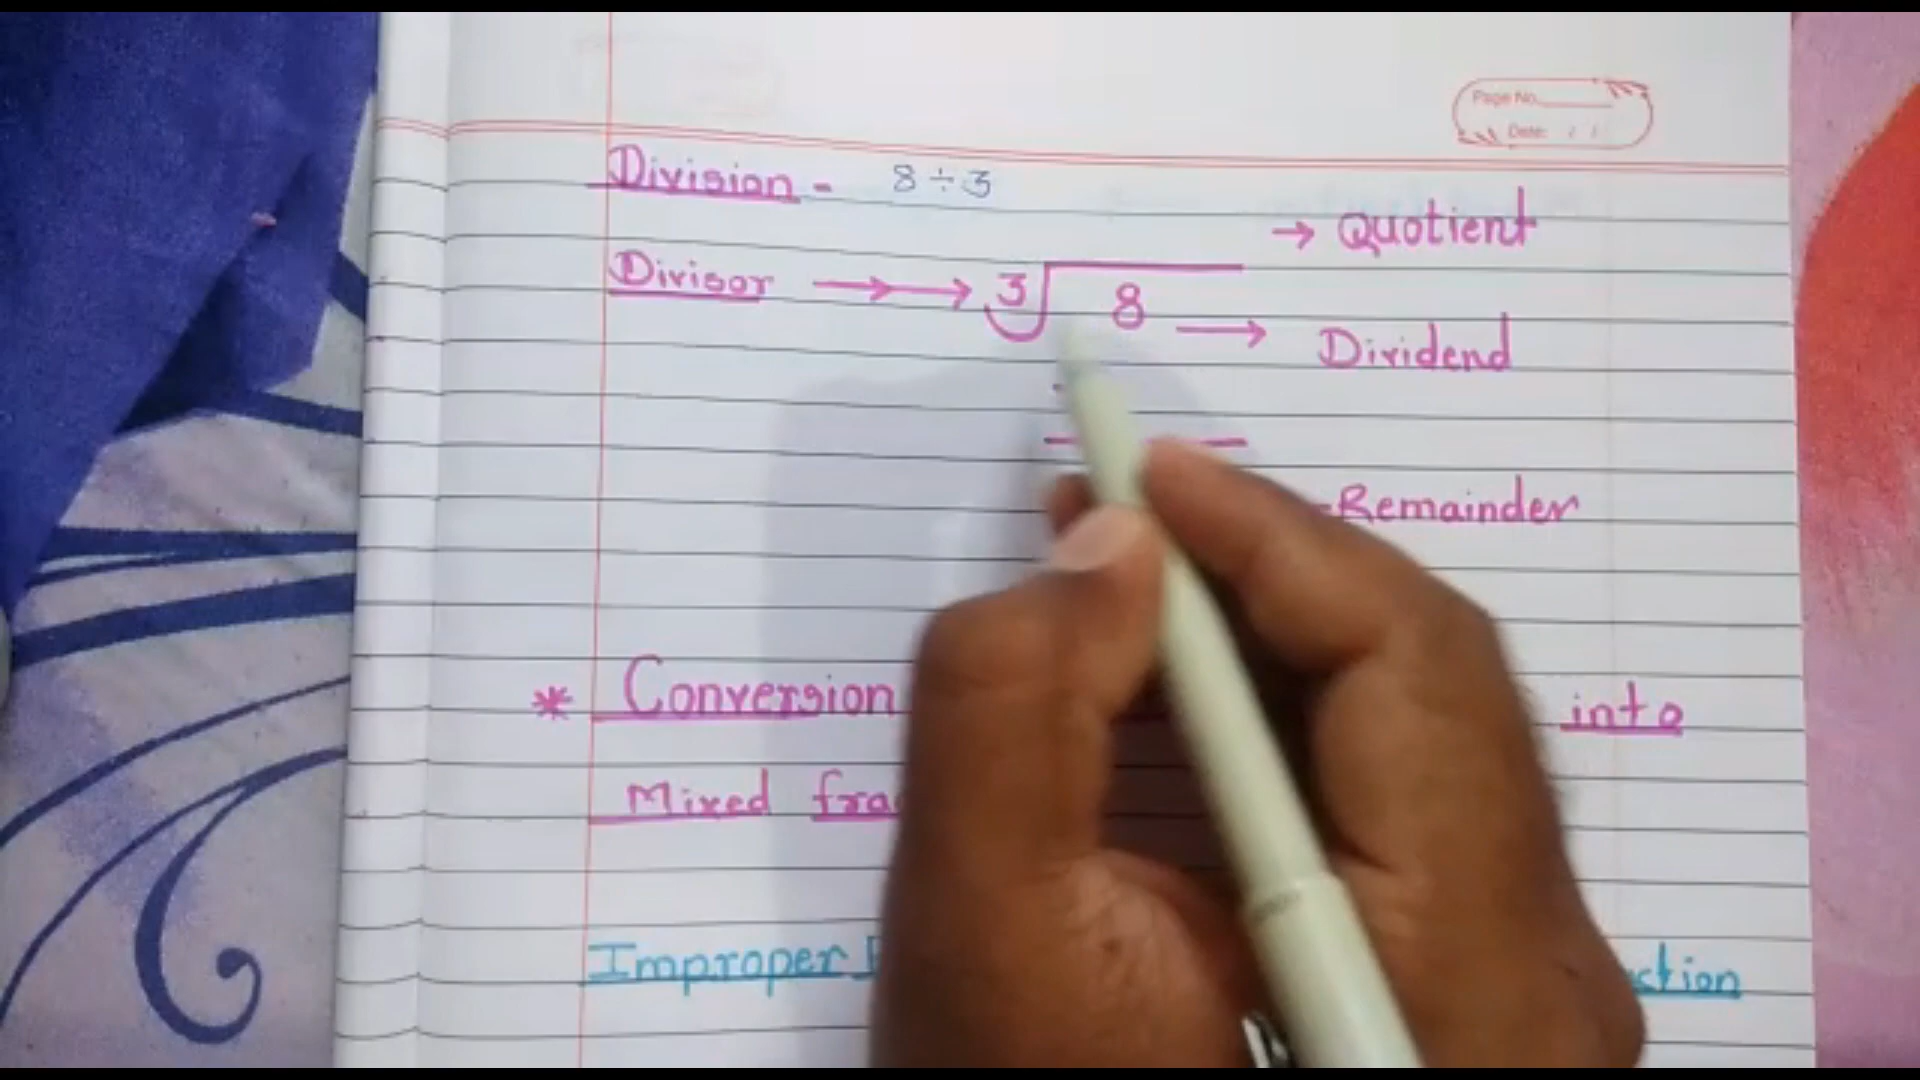 Page No.
Date: / /
Division - 8 ÷ 3
→ Quotient
Divisor →→ 3 8 → Dividend
Remainder
* Conversion into
Mixed
Improper